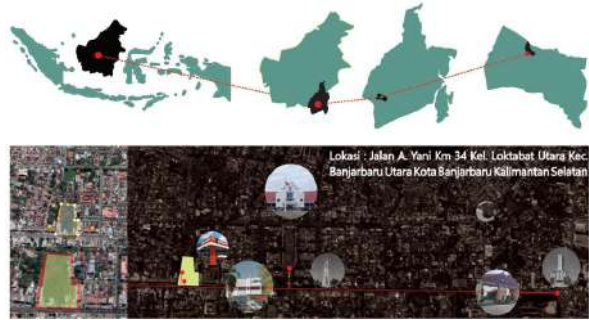 Lokasi : Jalan A. Yani Km 34 Kel. Loktabat Utara Kec.
Banjarbaru Utara Kota Banjarbaru Kalimantan Selatan